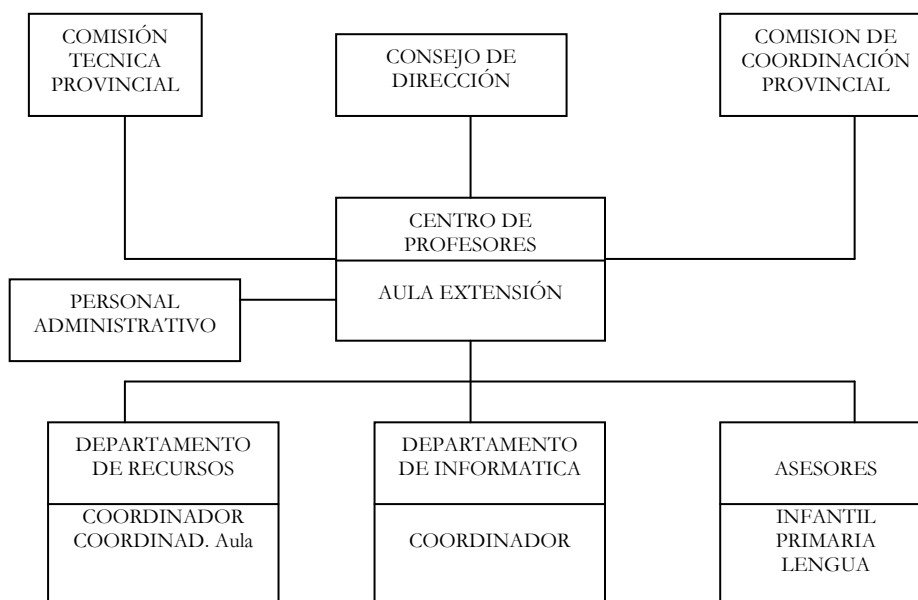 COMISIÓN
TECNICA
PROVINCIAL
CONSEJO DE
DIRECCIÓN
COMISION DE
COORDINACIÓN
PROVINCIAL
CENTRO DE
PROFESORES
AULA EXTENSIÓN
PERSONAL
ADMINISTRATIVO
DEPARTAMENTO
DE RECURSOS
COORDINADOR
COORDINAD. Aula
DEPARTAMENTO
DE INFORMATICA
COORDINADOR
ASESORES
INFANTIL
PRIMARIA
LENGUA